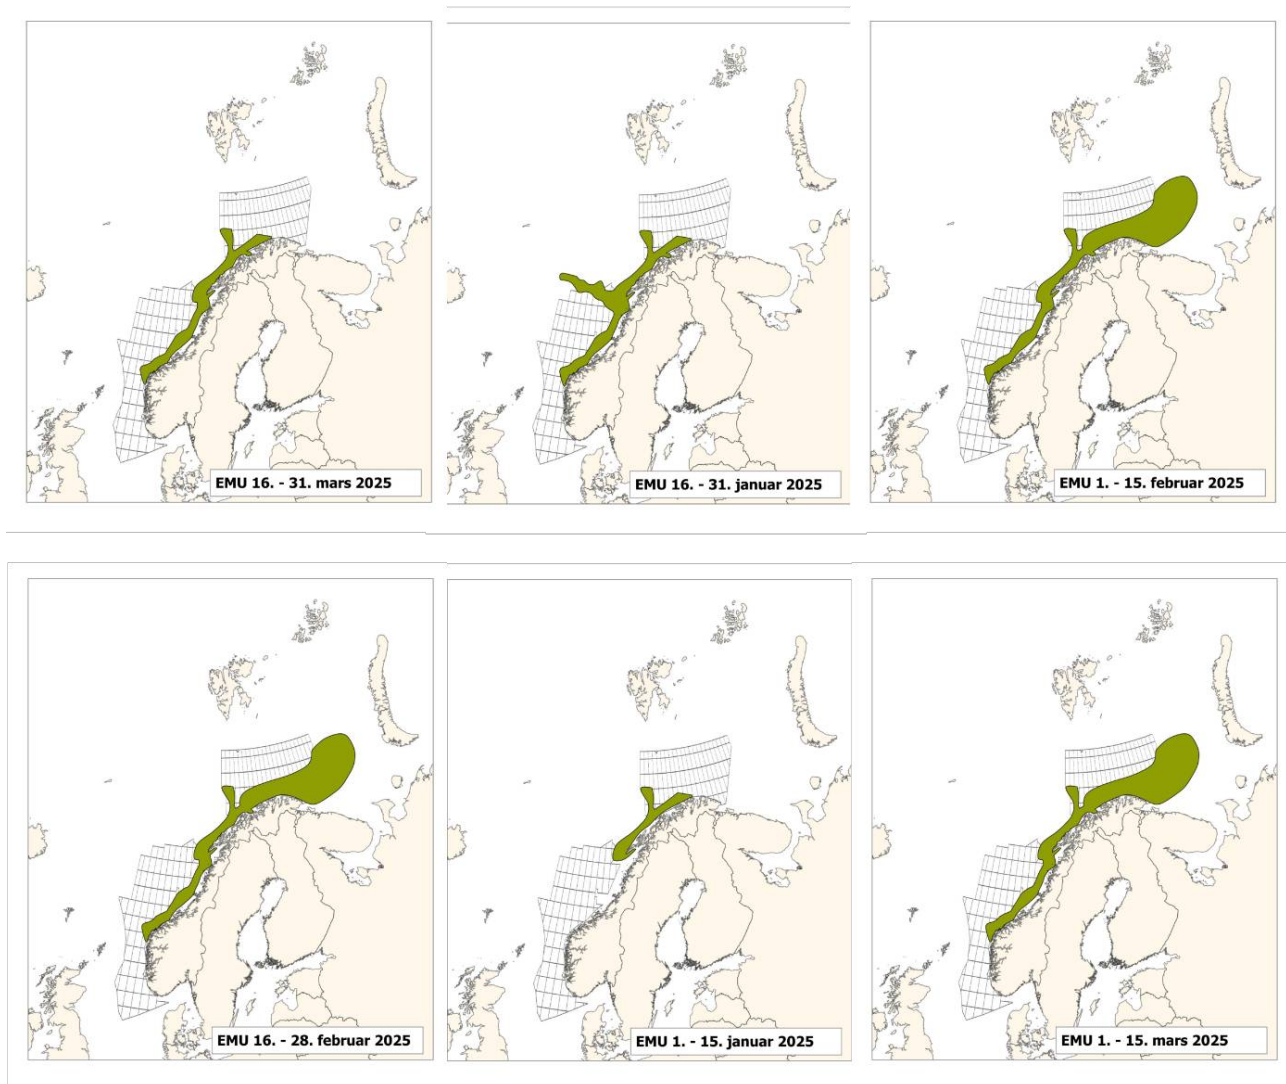 EMU 16. - 31. mars 2025
EMU 16. - 31. januar 2025
EMU 1. - 15. februar 2025
EMU 16. - 28. februar 2025
EMU 1. - 15. januar 2025
EMU 1. - 15. mars 2025